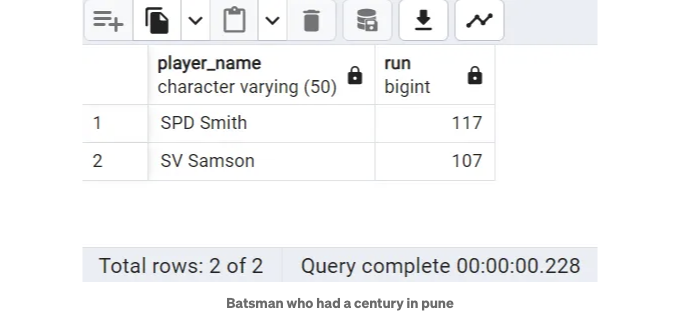 player_name run
character varying (50) bigint
1 SPD Smith 117
2 SV Samson 107
Total rows: 2 of 2 Query complete 00:00:00.228
Batsman who had a century in pune